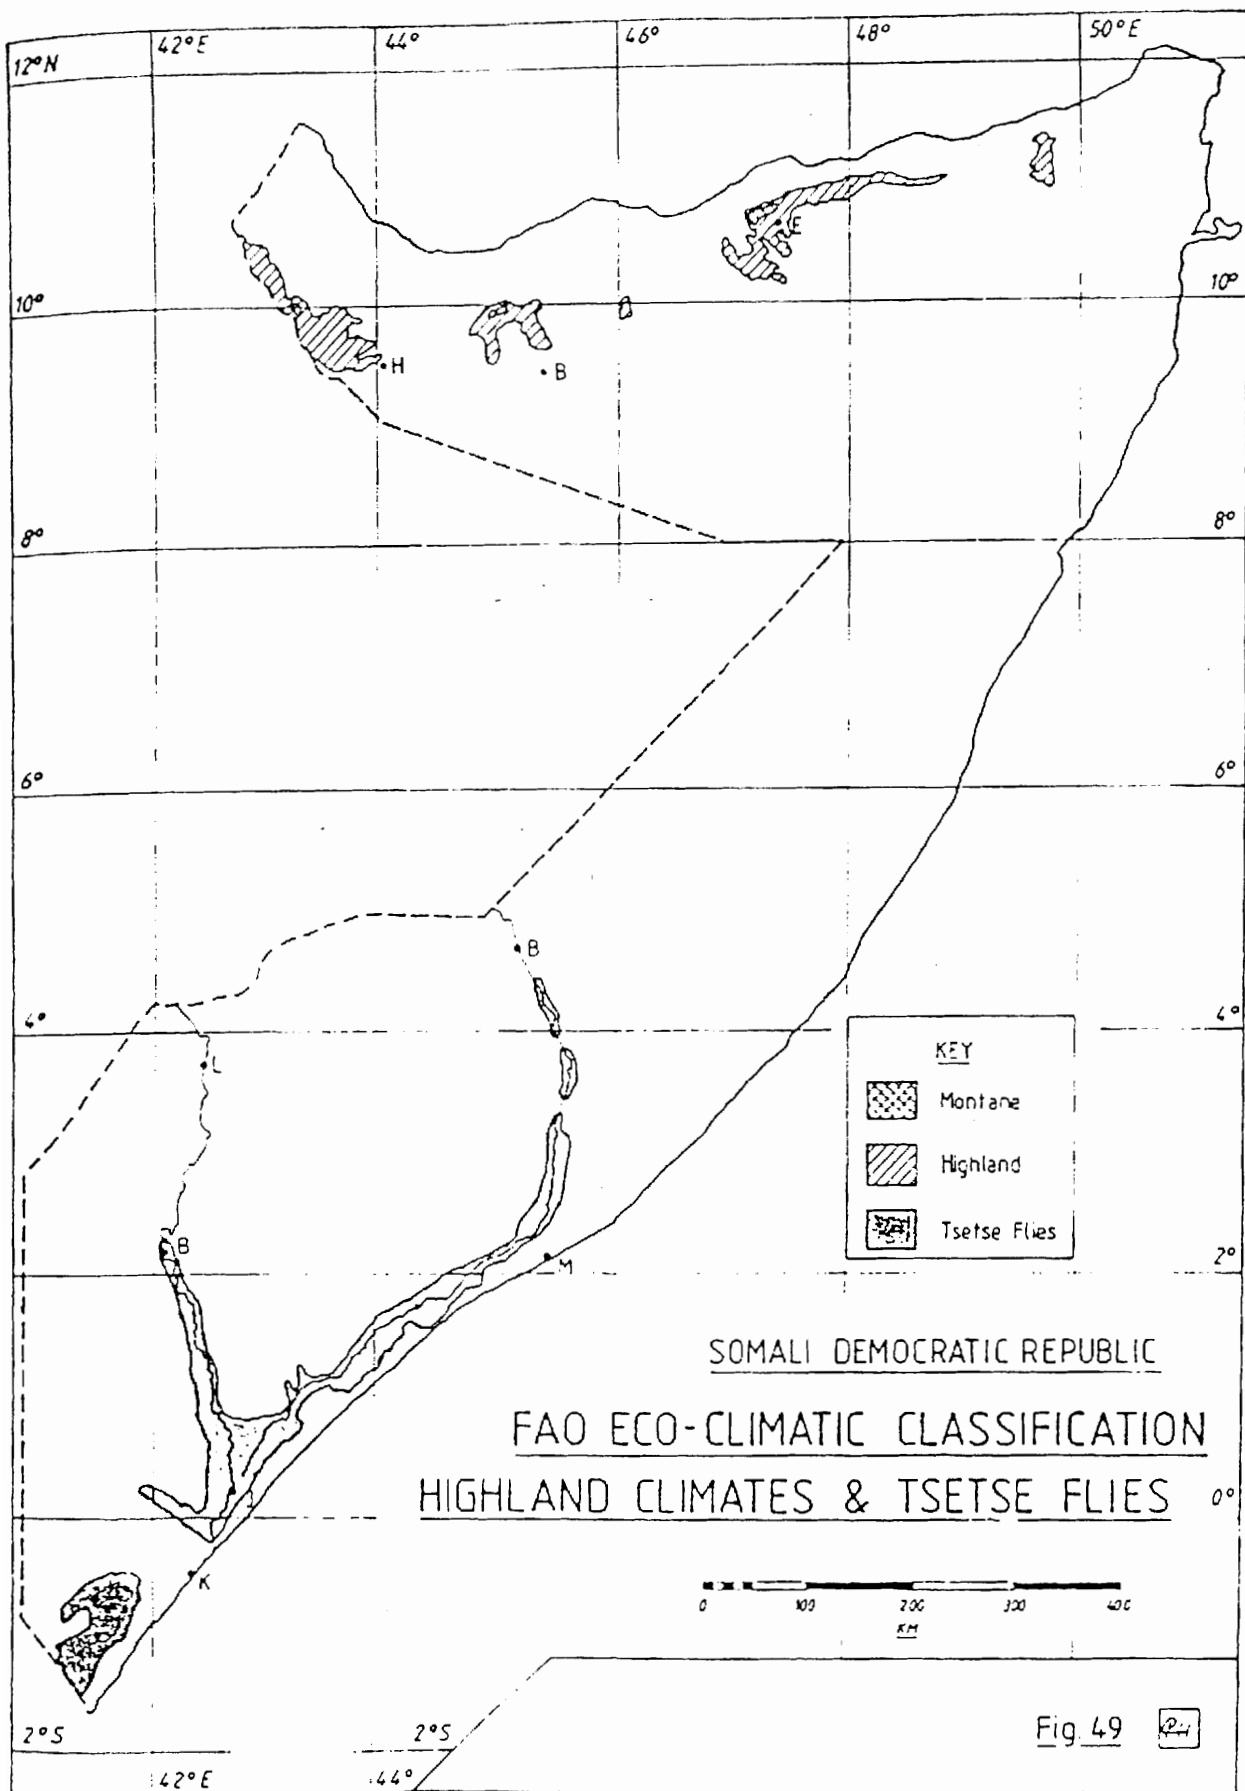 42°E 44° 46° 48° 50°E
12°N
E
10° 10°
H B
8° 8°
6° 6°
B
4° 4°
L
KEY
Montane
Highland
Tsetse Flies
B
M 2°
SOMALI DEMOCRATIC REPUBLIC
FAO ECO-CLIMATIC CLASSIFICATION
HIGHLAND CLIMATES & TSETSE FLIES 0°
K
0 100 200 300 400
KM
Fig. 49
2°S 2°S
42°E 44°